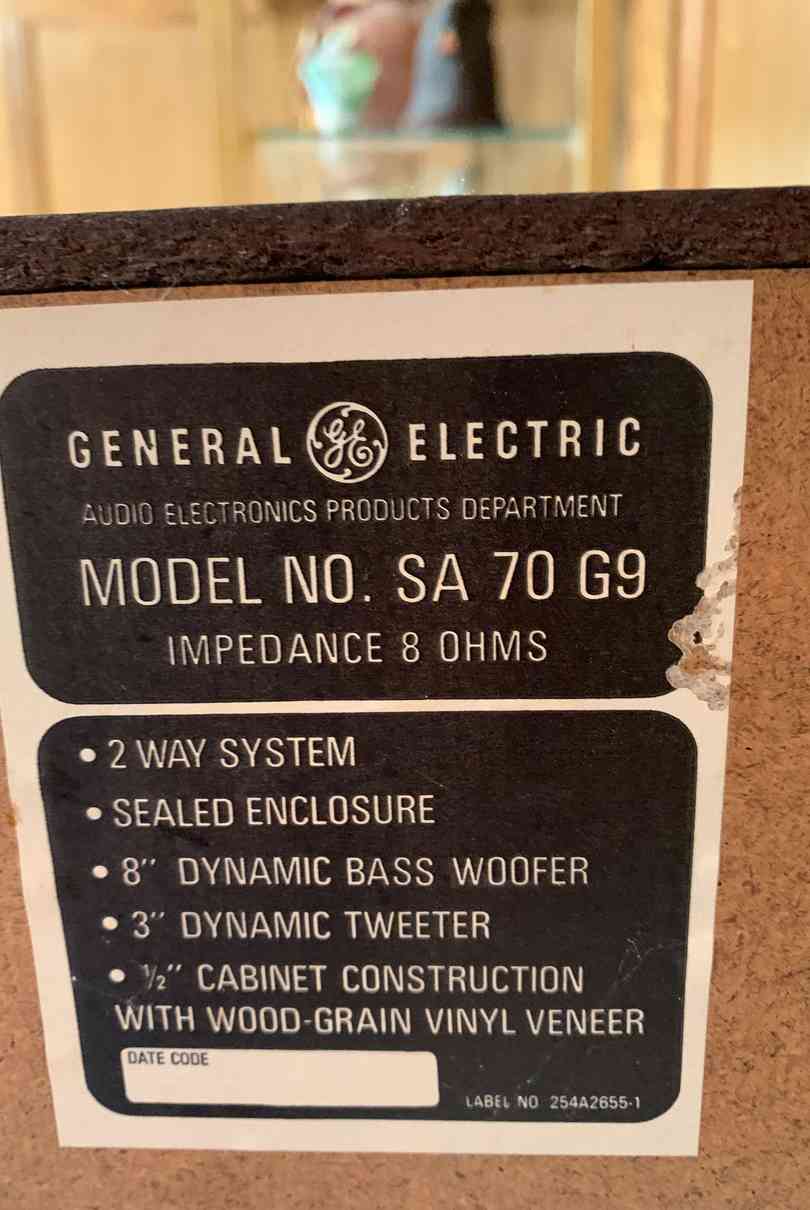 GENERAL GE ELECTRIC
AUDIO ELECTRONICS PRODUCTS DEPARTMENT
MODEL NO. SA 70 G9
IMPEDANCE 8 OHMS
• 2 WAY SYSTEM
• SEALED ENCLOSURE
• 8" DYNAMIC BASS WOOFER
• 3" DYNAMIC TWEETER
• ½" CABINET CONSTRUCTION
WITH WOOD-GRAIN VINYL VENEER
DATE CODE
LABEL NO 254A2655-1